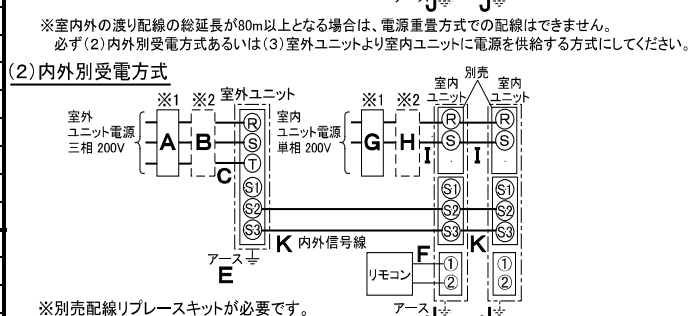 J J
※室内外の渡り配線の総延長が80m以上となる場合は、電源重畳方式での配線はできません。
必ず(2)内外別受電方式あるいは(3)室外ユニットより室内ユニットに電源を供給する方式にしてください。
(2)内外別受電方式
別売
※1 ※2 室外ユニット ※1 ※2 室内ユニット 室内ユニット
室外
ユニット電源
三相 200V
A B C
R
S
T
S1
S2
S3
室内
ユニット電源
単相 200V
G H I I
R
S
S1
S2
S3
R
S
S1
S2
S3
K 内外信号線
K
アース
E
リモコン
F
①
②
①
②
※別売配線リプレースキットが必要です。
アース